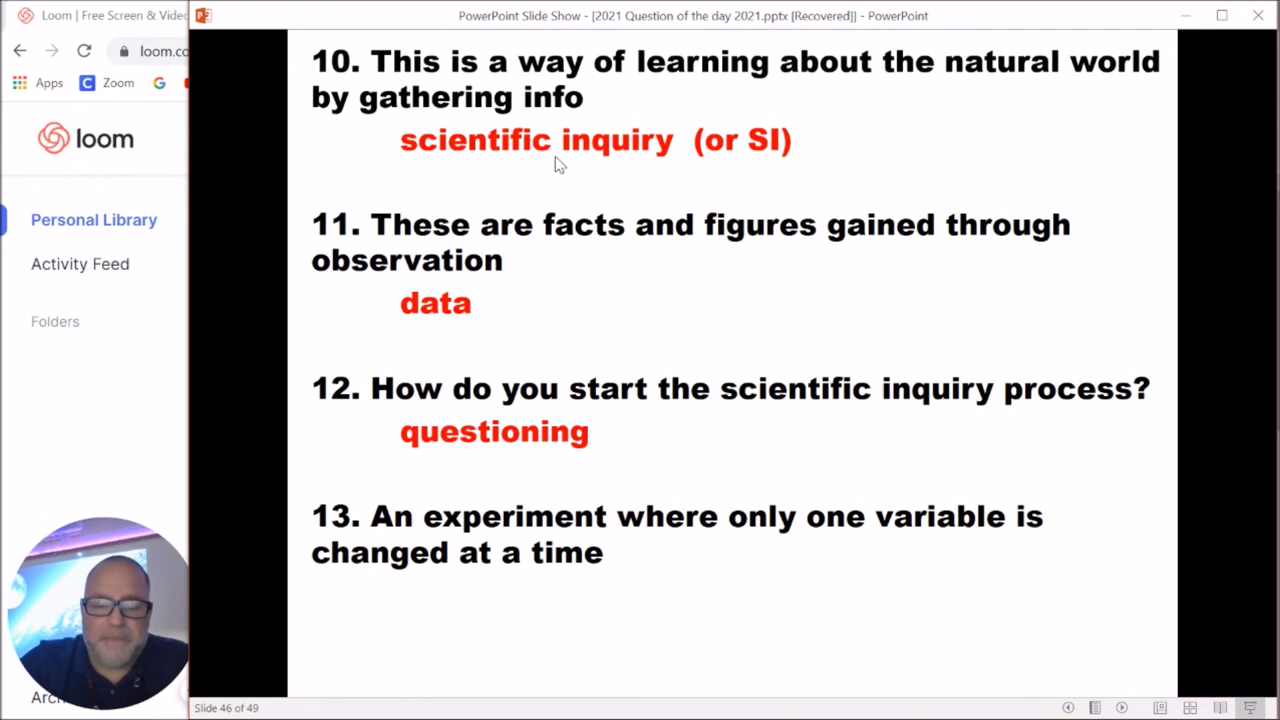 Loom | Free Screen & Video
PowerPoint Slide Show - [2021 Question of the day 2021.pptx [Recovered]] - PowerPoint
loom.co
Apps
Zoom
loom
Personal Library
Activity Feed
Folders
10. This is a way of learning about the natural world
by gathering info
scientific inquiry (or SI)
11. These are facts and figures gained through
observation
data
12. How do you start the scientific inquiry process?
questioning
13. An experiment where only one variable is
changed at a time
Slide 46 of 49